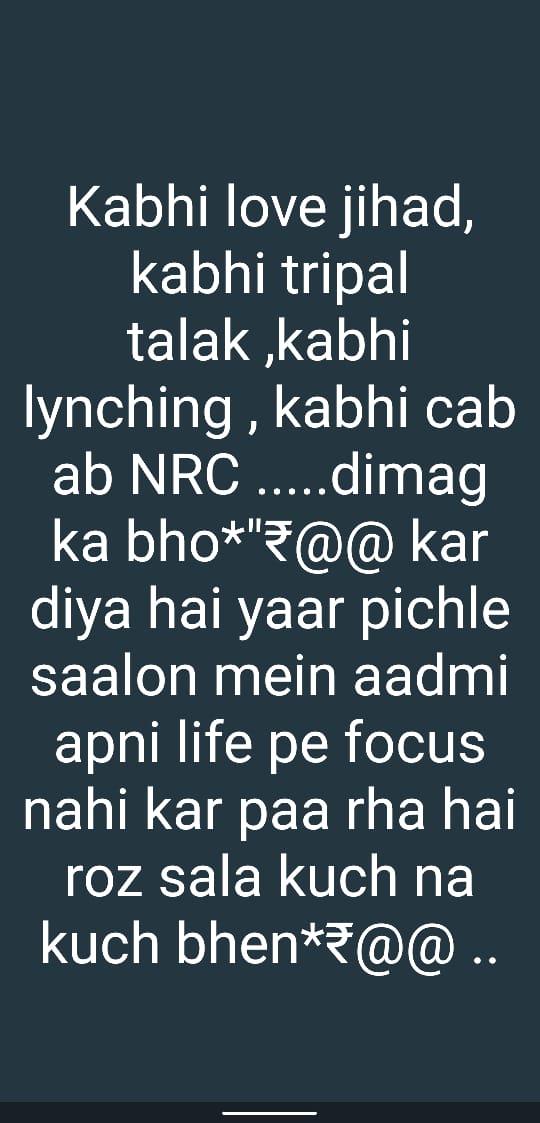 Kabhi love jihad,
kabhi tripal
talak ,kabhi
lynching , kabhi cab
ab NRC .....dimag
ka bho*"₹@@ kar
diya hai yaar pichle
saalon mein aadmi
apni life pe focus
nahi kar paa rha hai
roz sala kuch na
kuch bhen*₹@@ ..